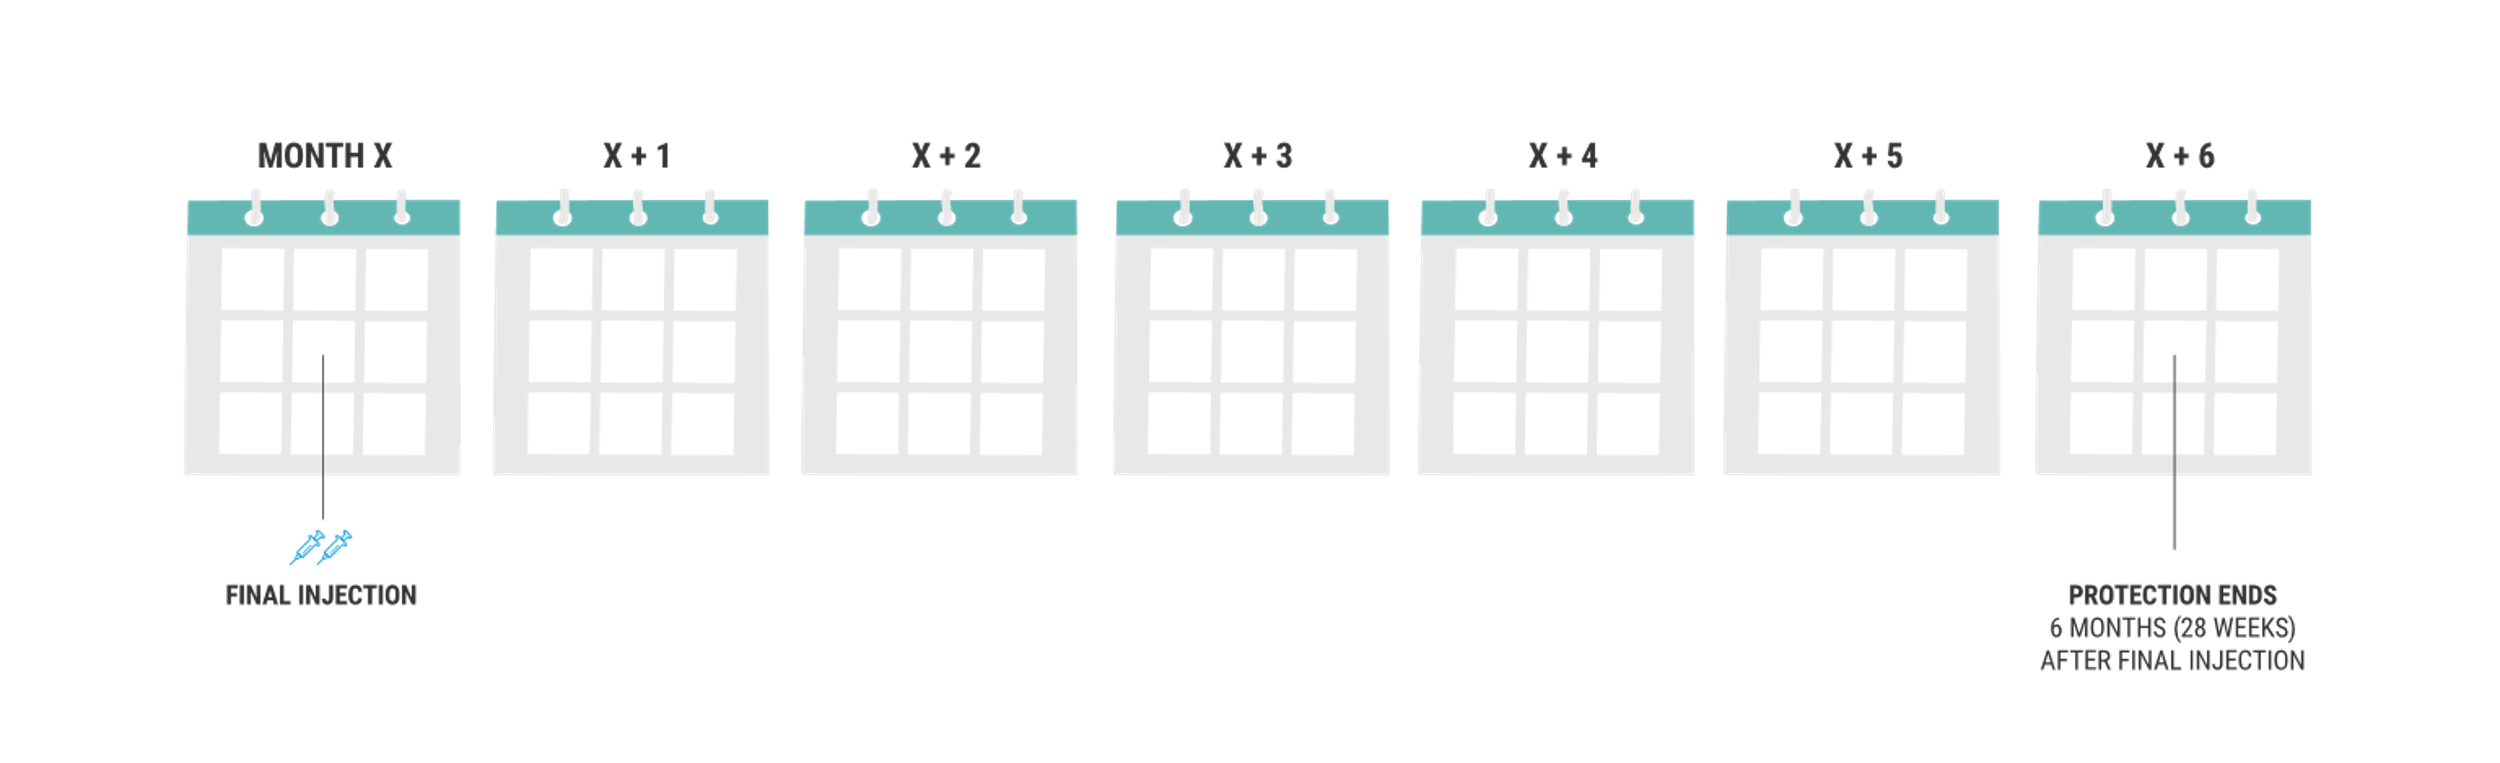 MONTH X
X + 1
X + 2
X + 3
X + 4
X + 5
X + 6
FINAL INJECTION
PROTECTION ENDS
6 MONTHS (28 WEEKS)
AFTER FINAL INJECTION